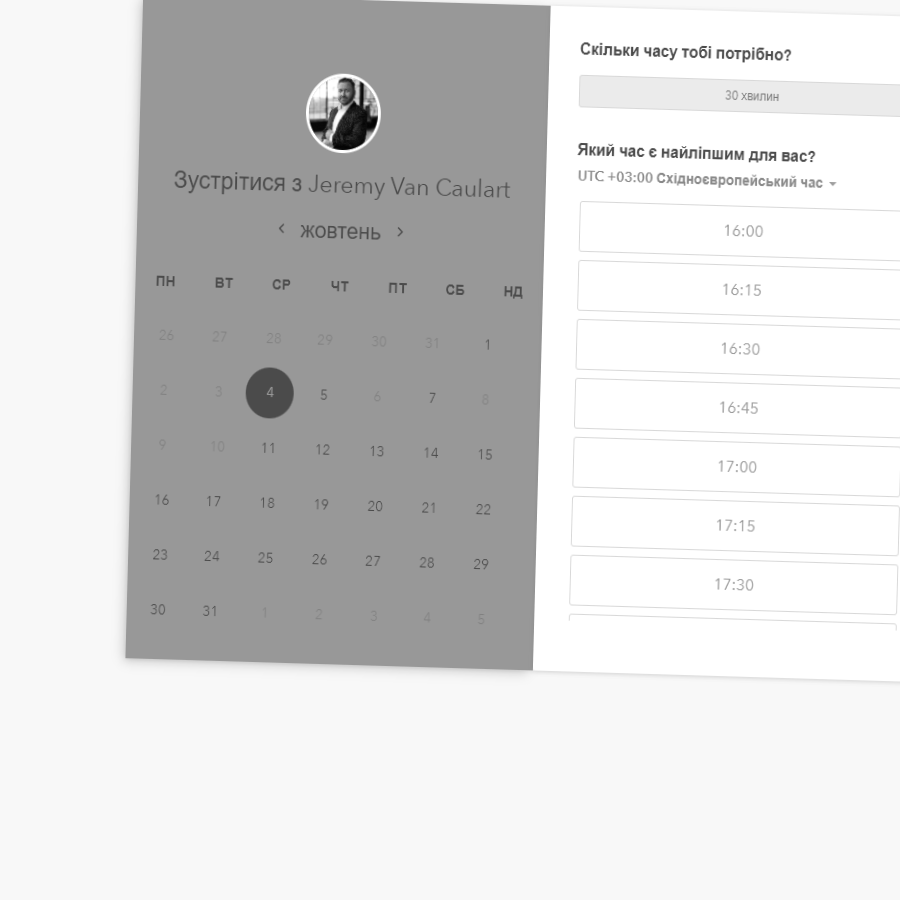 Зустрітися з Jeremy Van Caulart
жовтень
ПН ВТ СР ЧТ ПТ СБ НД
26 27 28 29 30 31 1
2 3 4 5 6 7 8
9 10 11 12 13 14 15
16 17 18 19 20 21 22
23 24 25 26 27 28 29
30 31 1 2 3 4 5
Скільки часу тобі потрібно?
30 хвилин
Який час є найліпшим для вас?
UTC +03:00 Східноєвропейський час
16:00
16:15
16:30
16:45
17:00
17:15
17:30